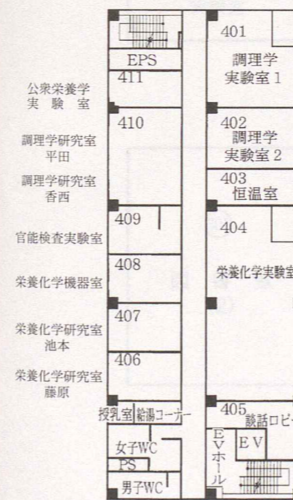 EPS
411
公衆栄養学
実験室
410
調理学研究室
平田
調理学研究室
香西
409
官能検査実験室
408
栄養化学機器室
407
栄養化学研究室
池本
406
栄養化学研究室
藤原
授乳室
給湯コーナー
女子WC
PS
男子WC
401
調理学
実験室1
402
調理学
実験室2
403
恒温室
404
栄養化学実験室
405
談話ロビー
EVホール
EV